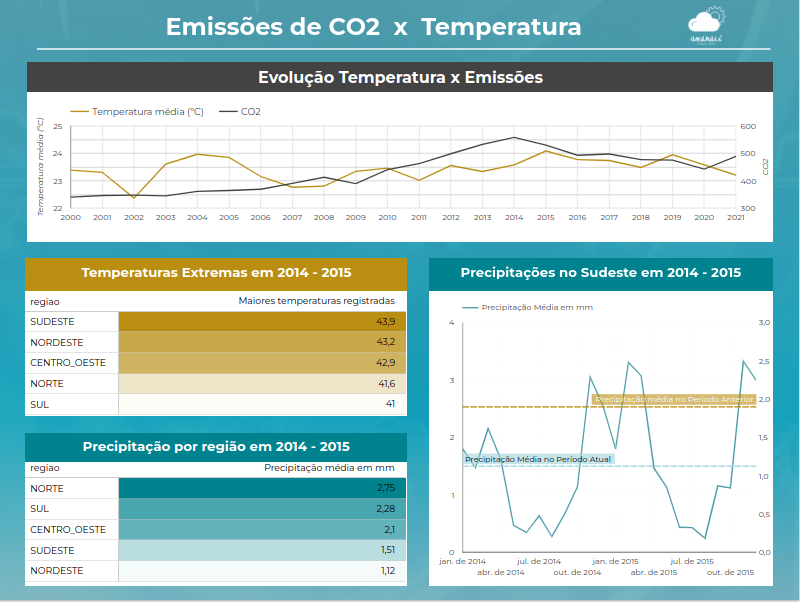 Emissões de CO2 x Temperatura
amanaci
Evolução Temperatura x Emissões
Temperatura média (ºC) CO2
Temperatura média (ºC)
25
24
23
22
600
500
400
300
CO2
2000 2001 2002 2003 2004 2005 2006 2007 2008 2009 2010 2011 2012 2013 2014 2015 2016 2017 2018 2019 2020 2021
Temperaturas Extremas em 2014 - 2015
regiao Maiores temperaturas registradas
SUDESTE 43,9
NORDESTE 43,2
CENTRO_OESTE 42,9
NORTE 41,6
SUL 41
Precipitação por região em 2014 - 2015
regiao Precipitação média em mm
NORTE 2,75
SUL 2,28
CENTRO_OESTE 2,1
SUDESTE 1,51
NORDESTE 1,12
Precipitações no Sudeste em 2014 - 2015
Precipitação Média em mm
4
3
2
1
0
3,0
2,5
2,0
1,5
1,0
0,5
0,0
Precipitação média no Período Anterior
Precipitação Média no Período Atual
jan. de 2014 jul. de 2014 jan. de 2015 jul. de 2015
abr. de 2014 out. de 2014 abr. de 2015 out. de 2015